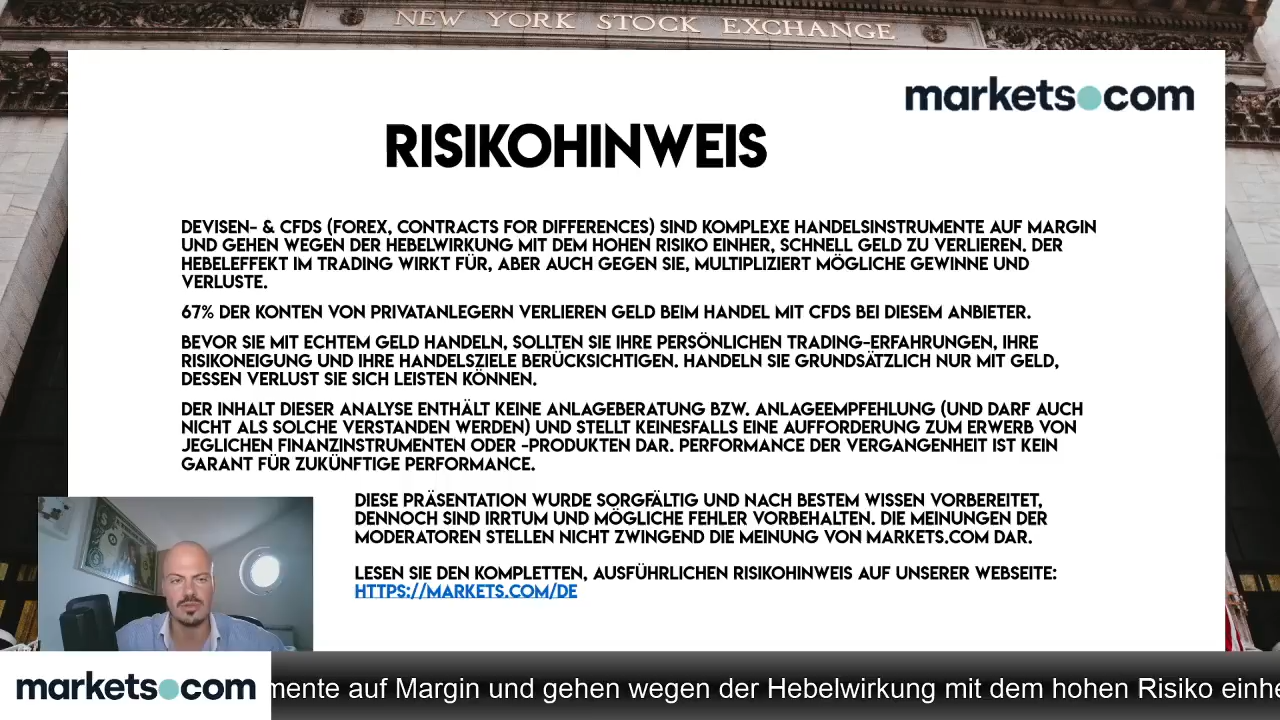 NEW YORK STOCK EXCHANGE
markets.com
RISIKOHINWEIS
DEVISEN- & CFDS (FOREX, CONTRACTS FOR DIFFERENCES) SIND KOMPLEXE HANDELSINSTRUMENTE AUF MARGIN
UND GEHEN WEGEN DER HEBELWIRKUNG MIT DEM HOHEN RISIKO EINHER, SCHNELL GELD ZU VERLIEREN. DER
HEBELEFFEKT IM TRADING WIRKT FÜR, ABER AUCH GEGEN SIE, MULTIPLIZIERT MÖGLICHE GEWINNE UND
VERLUSTE.
67% DER KONTEN VON PRIVATANLEGERN VERLIEREN GELD BEIM HANDEL MIT CFDS BEI DIESEM ANBIETER.
BEVOR SIE MIT ECHTEM GELD HANDELN, SOLLTEN SIE IHRE PERSÖNLICHEN TRADING-ERFAHRUNGEN, IHRE
RISIKONEIGUNG UND IHRE HANDELSZIELE BERÜCKSICHTIGEN. HANDELN SIE GRUNDSÄTZLICH NUR MIT GELD,
DESSEN VERLUST SIE SICH LEISTEN KÖNNEN.
DER INHALT DIESER ANALYSE ENTHÄLT KEINE ANLAGEBERATUNG BZW. ANLAGEEMPFEHLUNG (UND DARF AUCH
NICHT ALS SOLCHE VERSTANDEN WERDEN) UND STELLT KEINESFALLS EINE AUFFORDERUNG ZUM ERWERB VON
JEGLICHEN FINANZINSTRUMENTEN ODER -PRODUKTEN DAR. PERFORMANCE DER VERGANGENHEIT IST KEIN
GARANT FÜR ZUKÜNFTIGE PERFORMANCE.
DIESE PRÄSENTATION WURDE SORGFÄLTIG UND NACH BESTEM WISSEN VORBEREITET,
DENNOCH SIND IRRTUM UND MÖGLICHE FEHLER VORBEHALTEN. DIE MEINUNGEN DER
MODERATOREN STELLEN NICHT ZWINGEND DIE MEINUNG VON MARKETS.COM DAR.
LESEN SIE DEN KOMPLETTEN, AUSFÜHRLICHEN RISIKOHINWEIS AUF UNSERER WEBSEITE:
HTTPS://MARKETS.COM/DE
markets.com
mente auf Margin und gehen wegen der Hebelwirkung mit dem hohen Risiko einhe